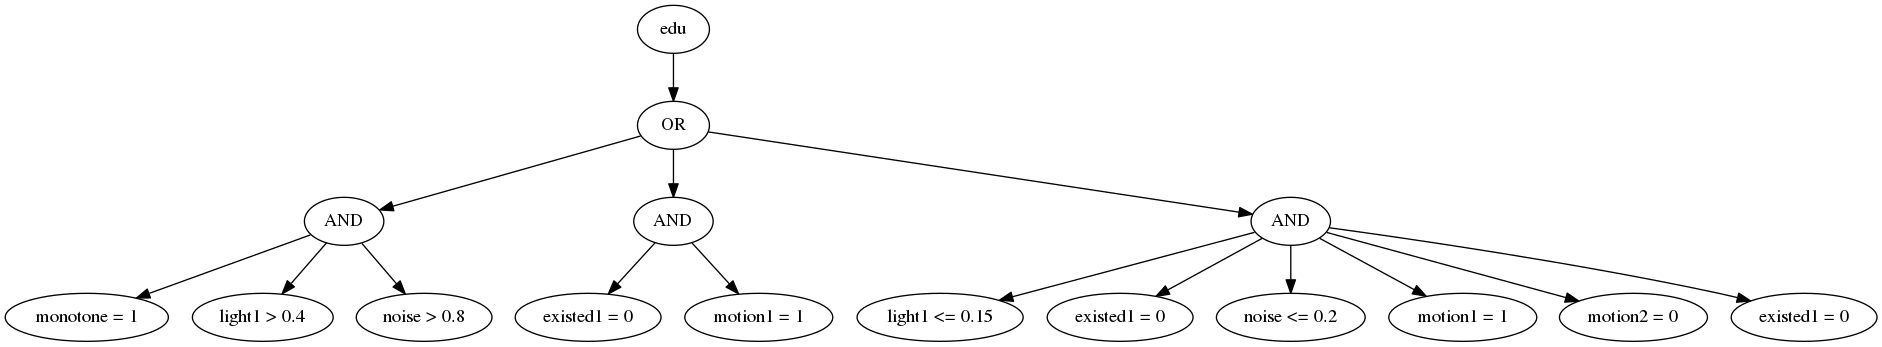 edu
OR
AND
AND
AND
monotone = 1
light1 > 0.4
noise > 0.8
existed1 = 0
motion1 = 1
light1 <= 0.15
existed1 = 0
noise <= 0.2
motion1 = 1
motion2 = 0
existed1 = 0